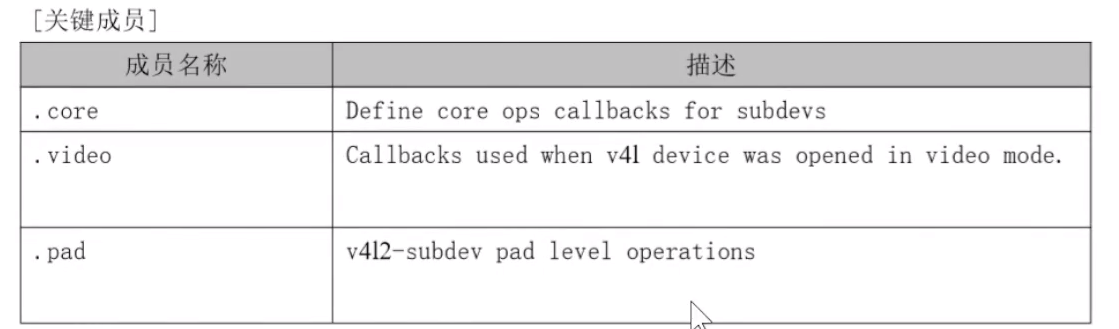 [关键成员]
成员名称 描述
.core Define core ops callbacks for subdevs
.video Callbacks used when v4l device was opened in video mode.
.pad v4l2-subdev pad level operations